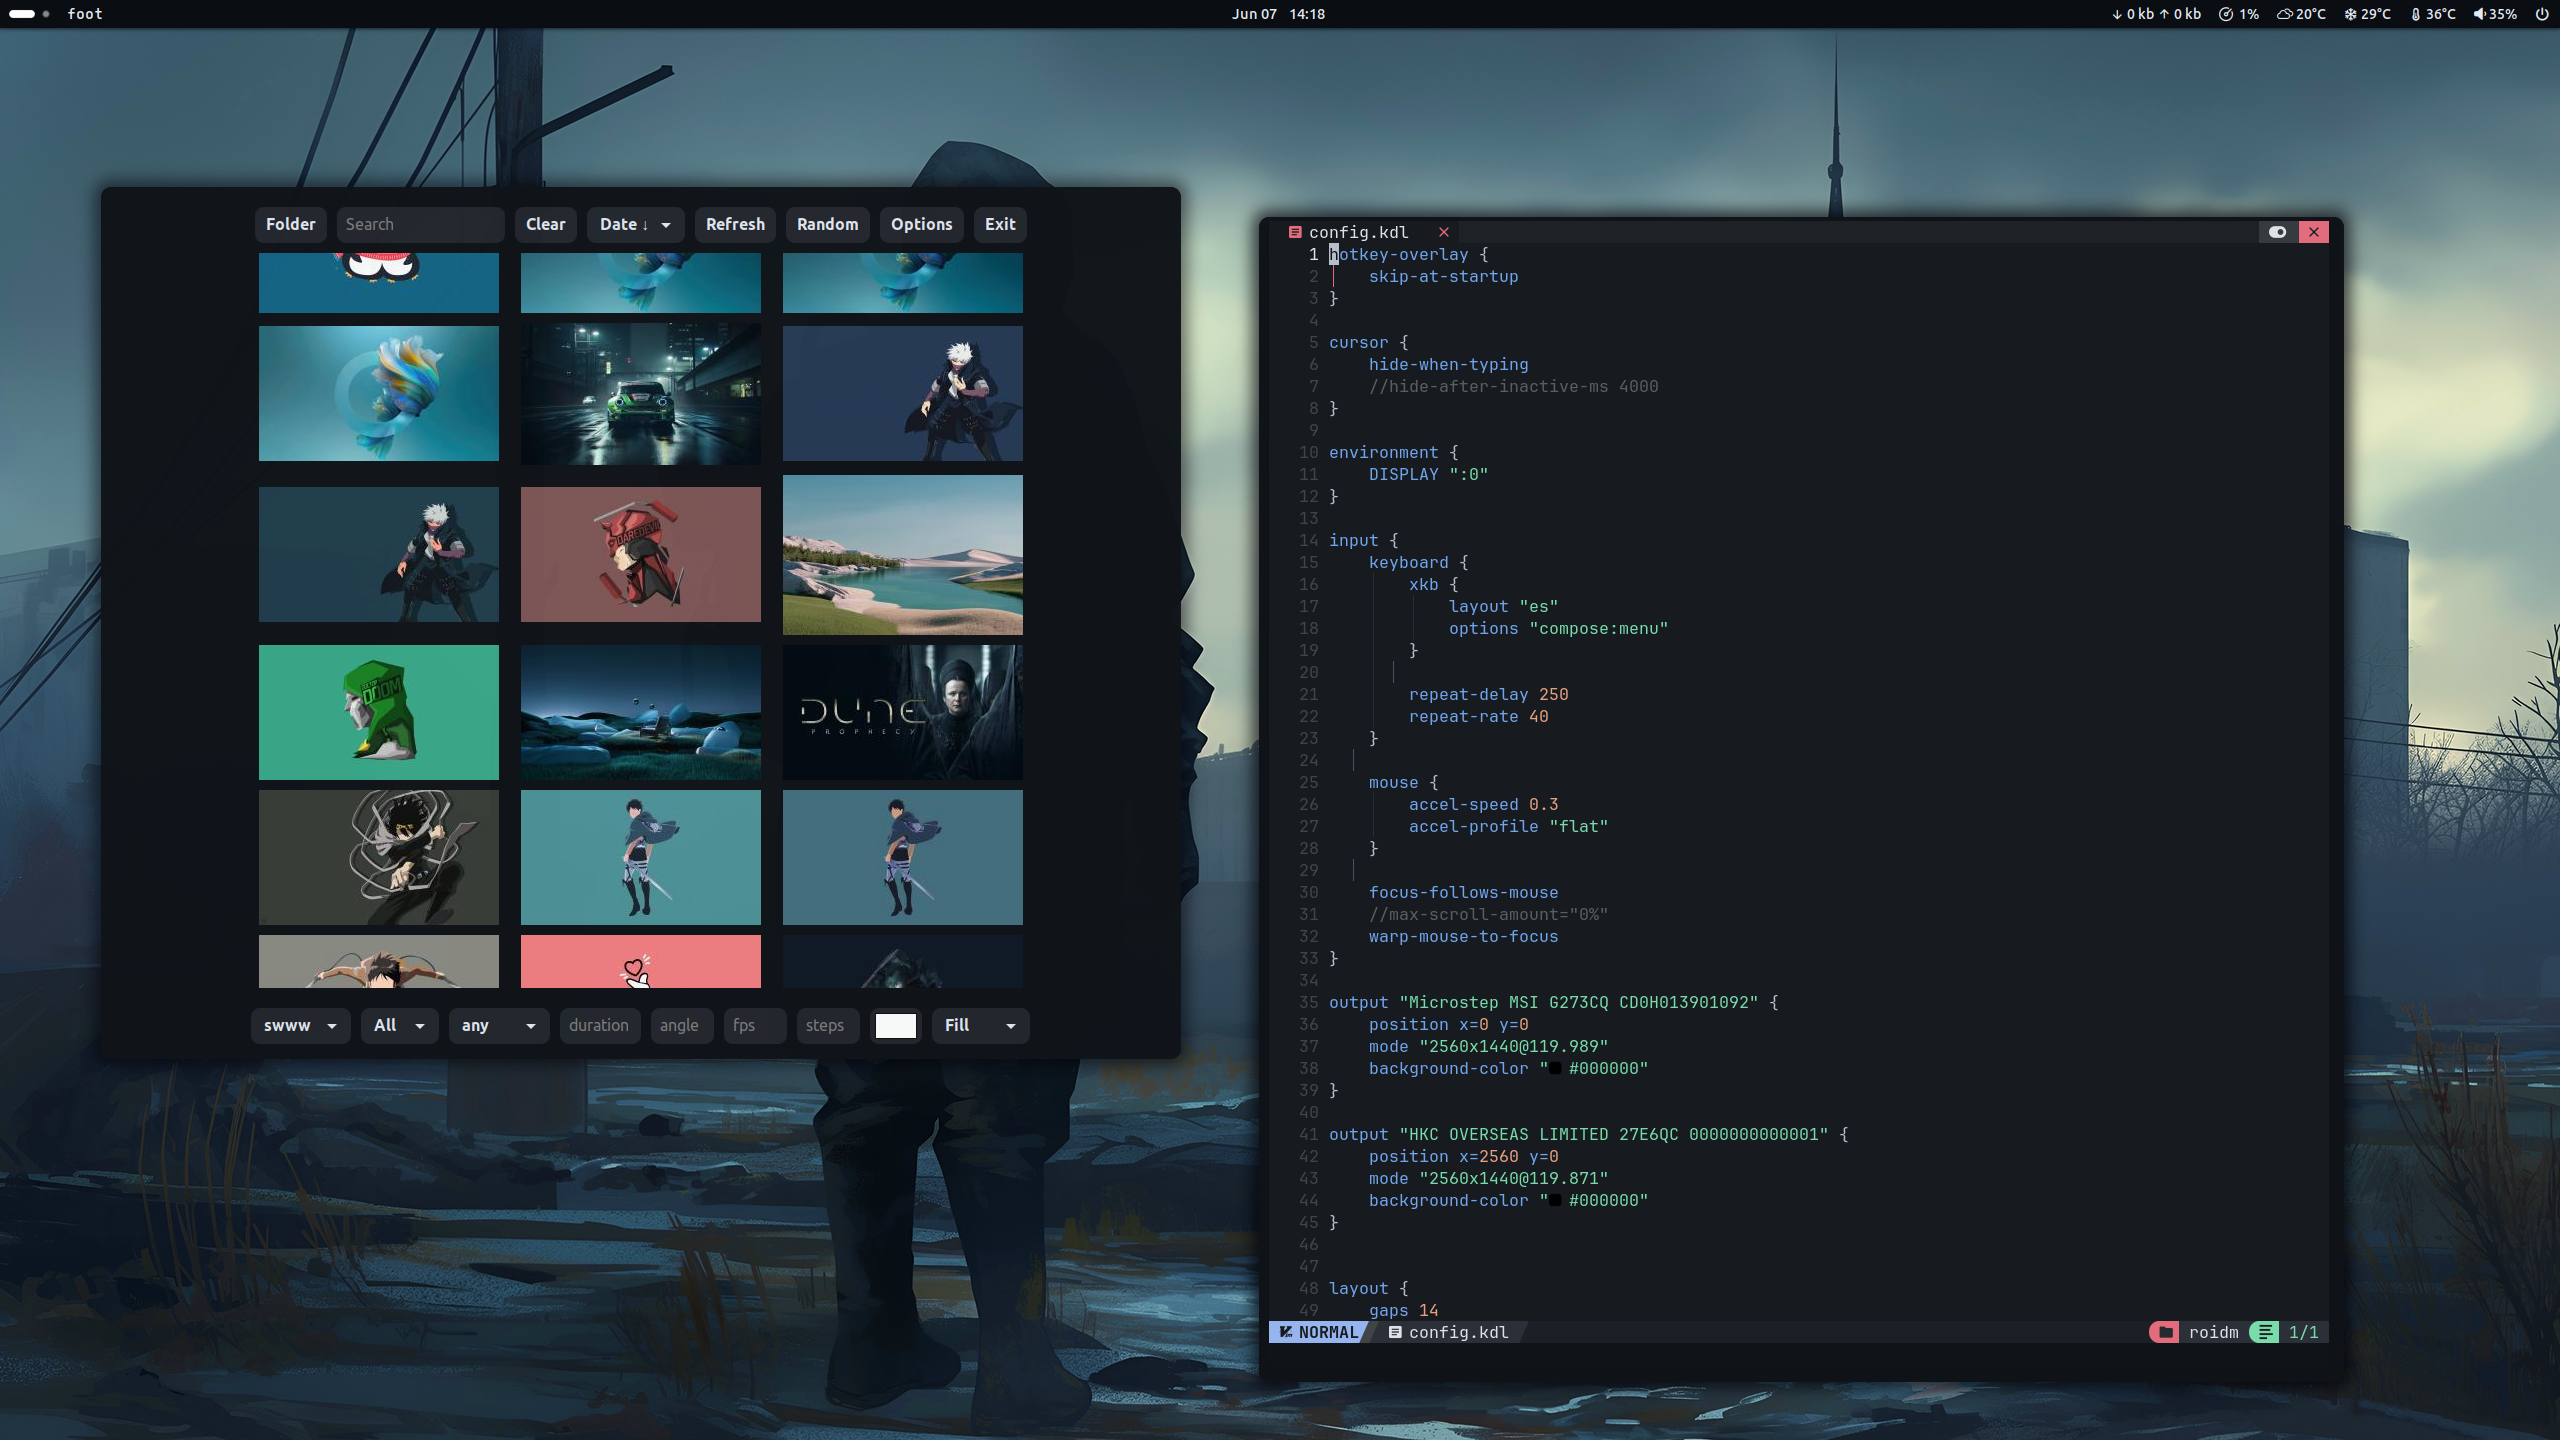 foot
Jun 07 14:18
↓ 0 kb ↑ 0 kb 1% 20°C 29°C 36°C 35%
Folder Search Clear Date ↓ Refresh Random Options Exit
DAREDEVIL
DOOM
DUNE
PROPHECY
swww All any duration angle fps steps Fill
config.kdl
1 hotkey-overlay {
2 skip-at-startup
3 }
4
5 cursor {
6 hide-when-typing
7 //hide-after-inactive-ms 4000
8 }
9
10 environment {
11 DISPLAY ":0"
12 }
13
14 input {
15 keyboard {
16 xkb {
17 layout "es"
18 options "compose:menu"
19 }
20
21 repeat-delay 250
22 repeat-rate 40
23 }
24
25 mouse {
26 accel-speed 0.3
27 accel-profile "flat"
28 }
29
30 focus-follows-mouse
31 //max-scroll-amount="0%"
32 warp-mouse-to-focus
33 }
34
35 output "Microstep MSI G273CQ CD0H013901092" {
36 position x=0 y=0
37 mode "2560x1440@119.989"
38 background-color "#000000"
39 }
40
41 output "HKC OVERSEAS LIMITED 27E6QC 0000000000001" {
42 position x=2560 y=0
43 mode "2560x1440@119.871"
44 background-color "#000000"
45 }
46
47
48 layout {
49 gaps 14
NORMAL config.kdl roidm 1/1